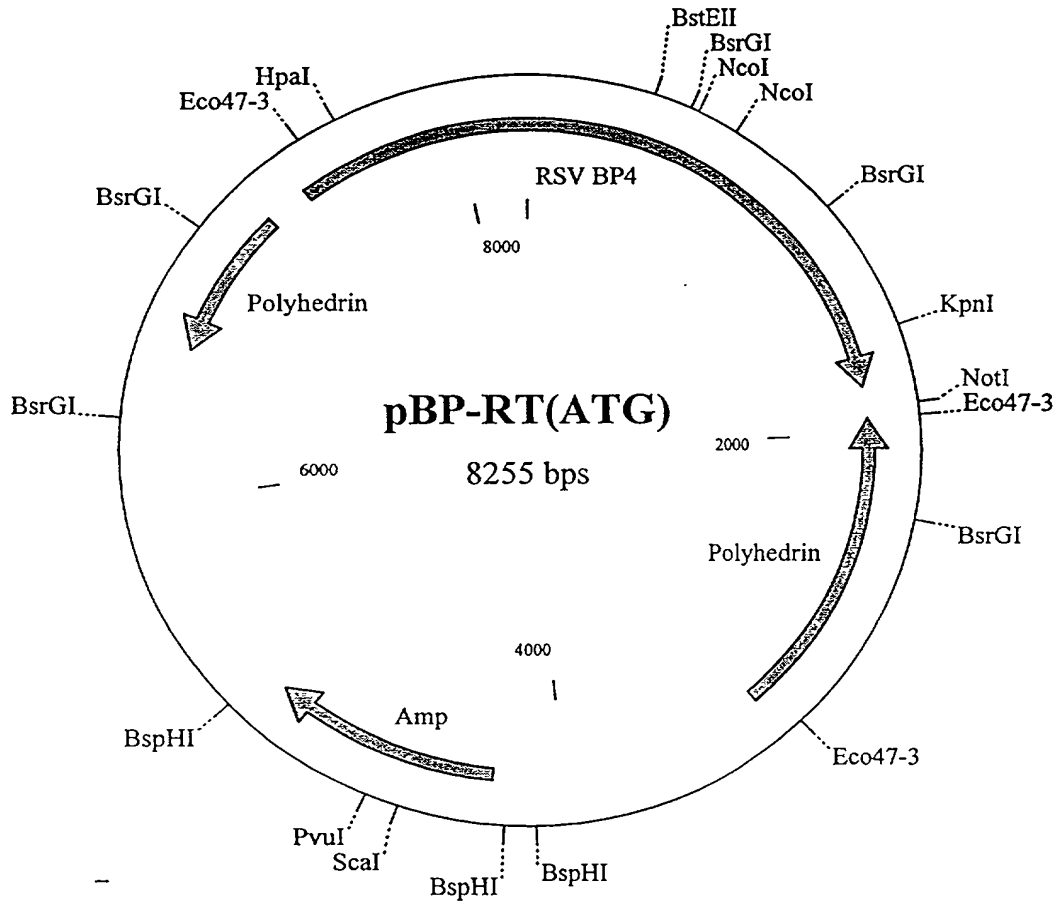 BstEII
BsrGI
NcoI
NcoI
HpaI
Eco47-3
BsrGI
RSV BP4
BsrGI
8000
Polyhedrin
KpnI
NotI
Eco47-3
BsrGI
pBP-RT(ATG)
8255 bps
2000
6000
BsrGI
Polyhedrin
4000
Amp
BspHI
Eco47-3
PvuI
ScaI
BspHI
BspHI